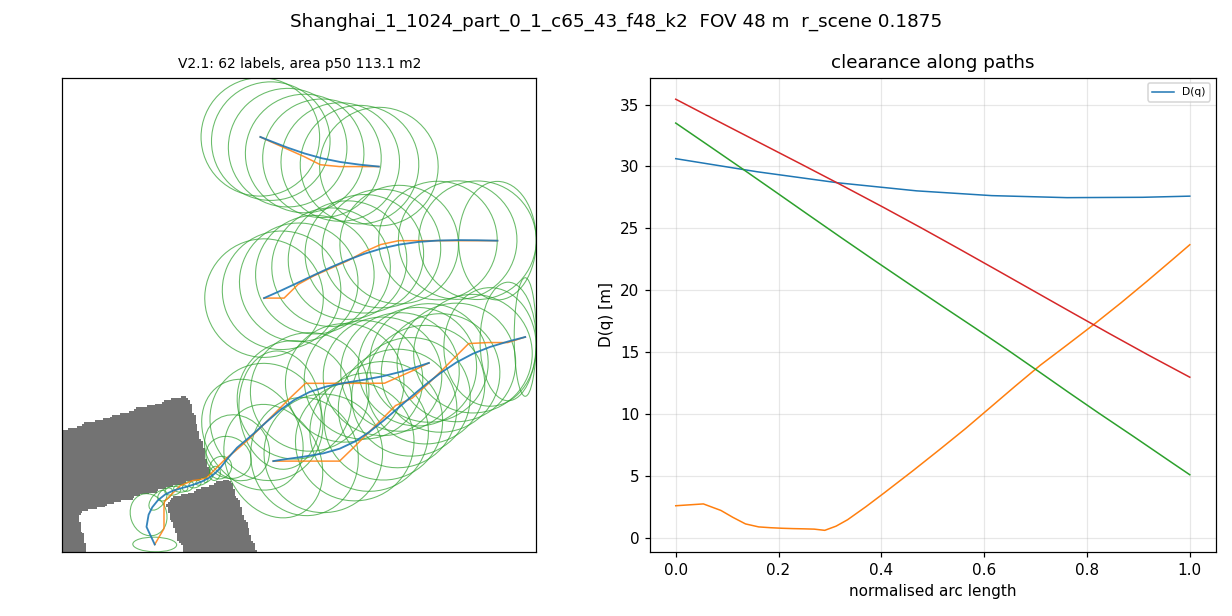 Shanghai_1_1024_part_0_1_c65_43_f48_k2 FOV 48 m r_scene 0.1875
V2.1: 62 labels, area p50 113.1 m2
clearance along paths
D(q)
D(q) [m]
35
30
25
20
15
10
5
0
0.0 0.2 0.4 0.6 0.8 1.0
normalised arc length